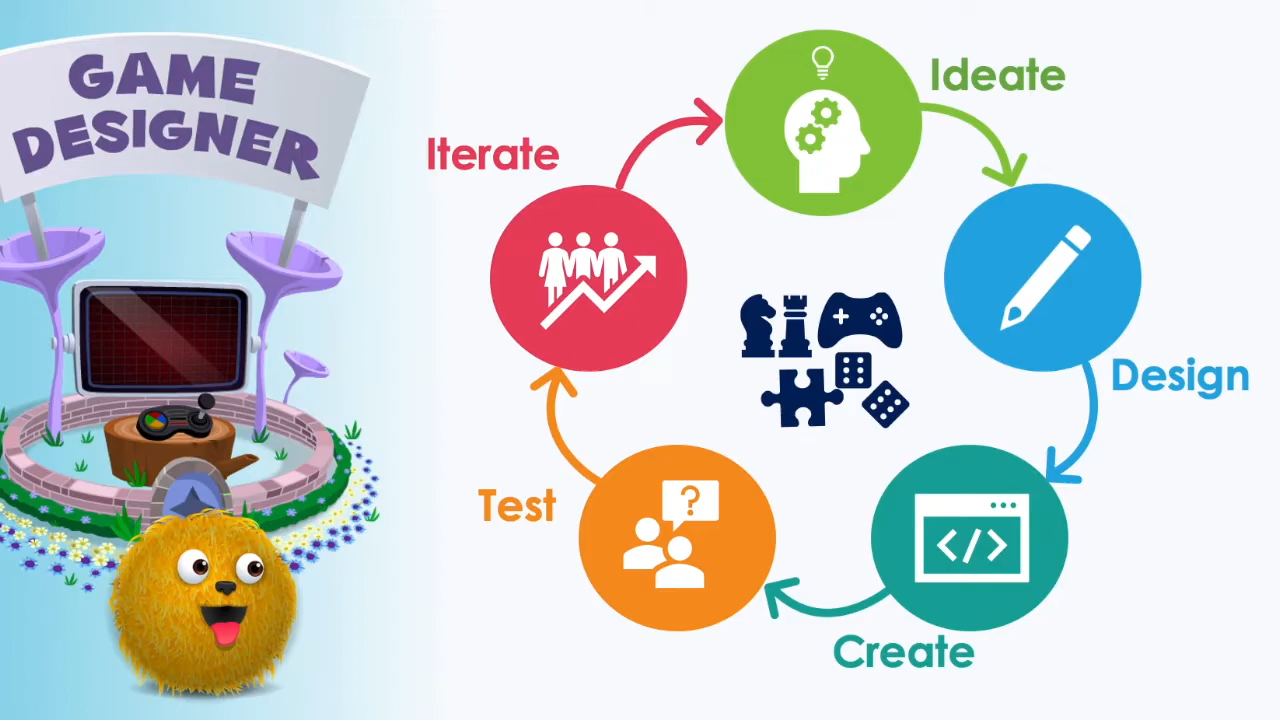 GAME
DESIGNER
Ideate
Iterate
Design
Test
?
</>
Create